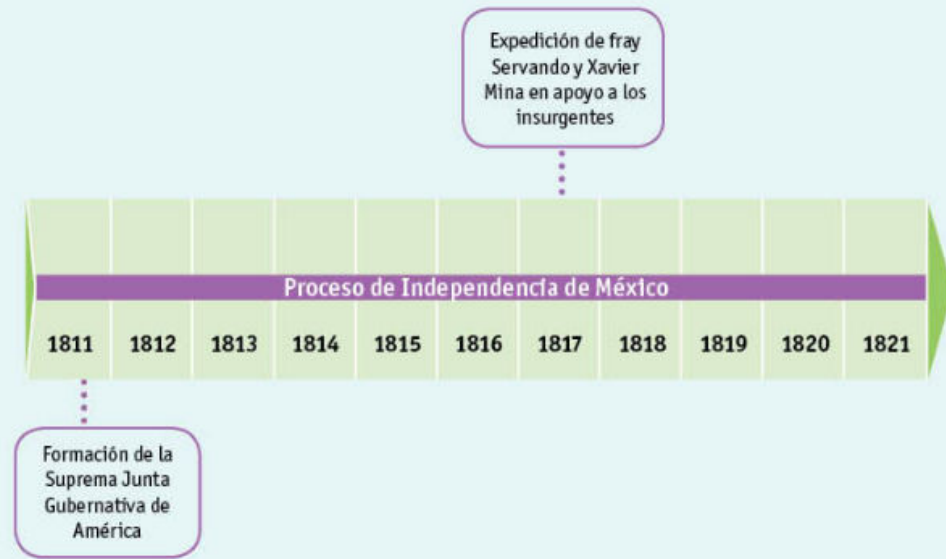 Expedición de fray
Servando y Xavier
Mina en apoyo a los
insurgentes
Proceso de Independencia de México
1811 1812 1813 1814 1815 1816 1817 1818 1819 1820 1821
Formación de la
Suprema Junta
Gubernativa de
América